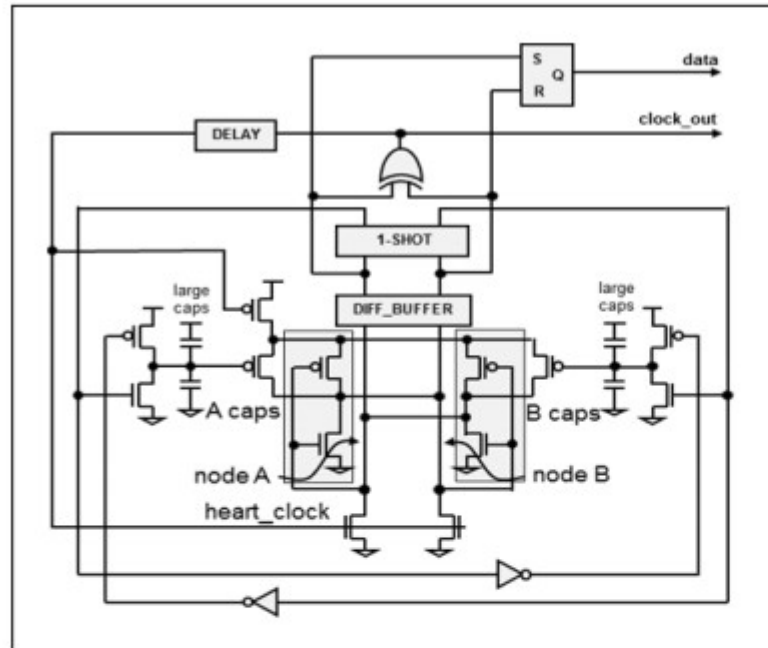 S
Q
R
data
DELAY
clock_out
1-SHOT
large
caps
DIFF_BUFFER
large
caps
A caps
B caps
node A
node B
heart_clock